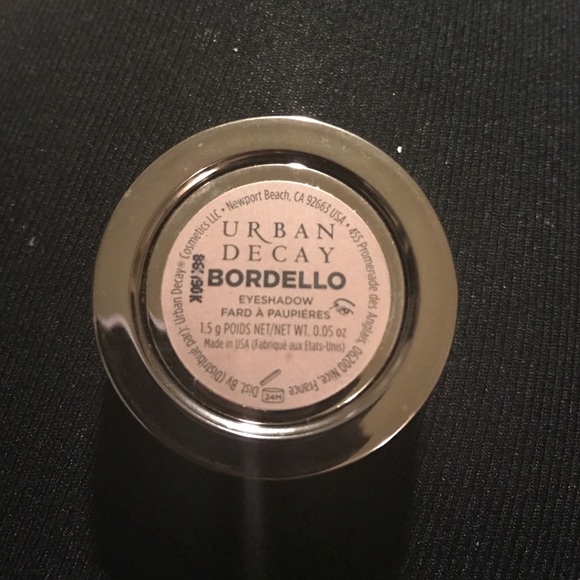 URBAN
DECAY
BORDELLO
EYESHADOW
FARD À PAUPIÈRES
1.5 g POIDS NET/NET WT. 0.05 oz
Made in USA (Fabriqué aux États-Unis)
24M
Dist. By (Distribué par): Urban Decay® Cosmetics LLC • Newport Beach, CA 92663 USA • 455 Promenade des Anglais, 06200 Nice, France